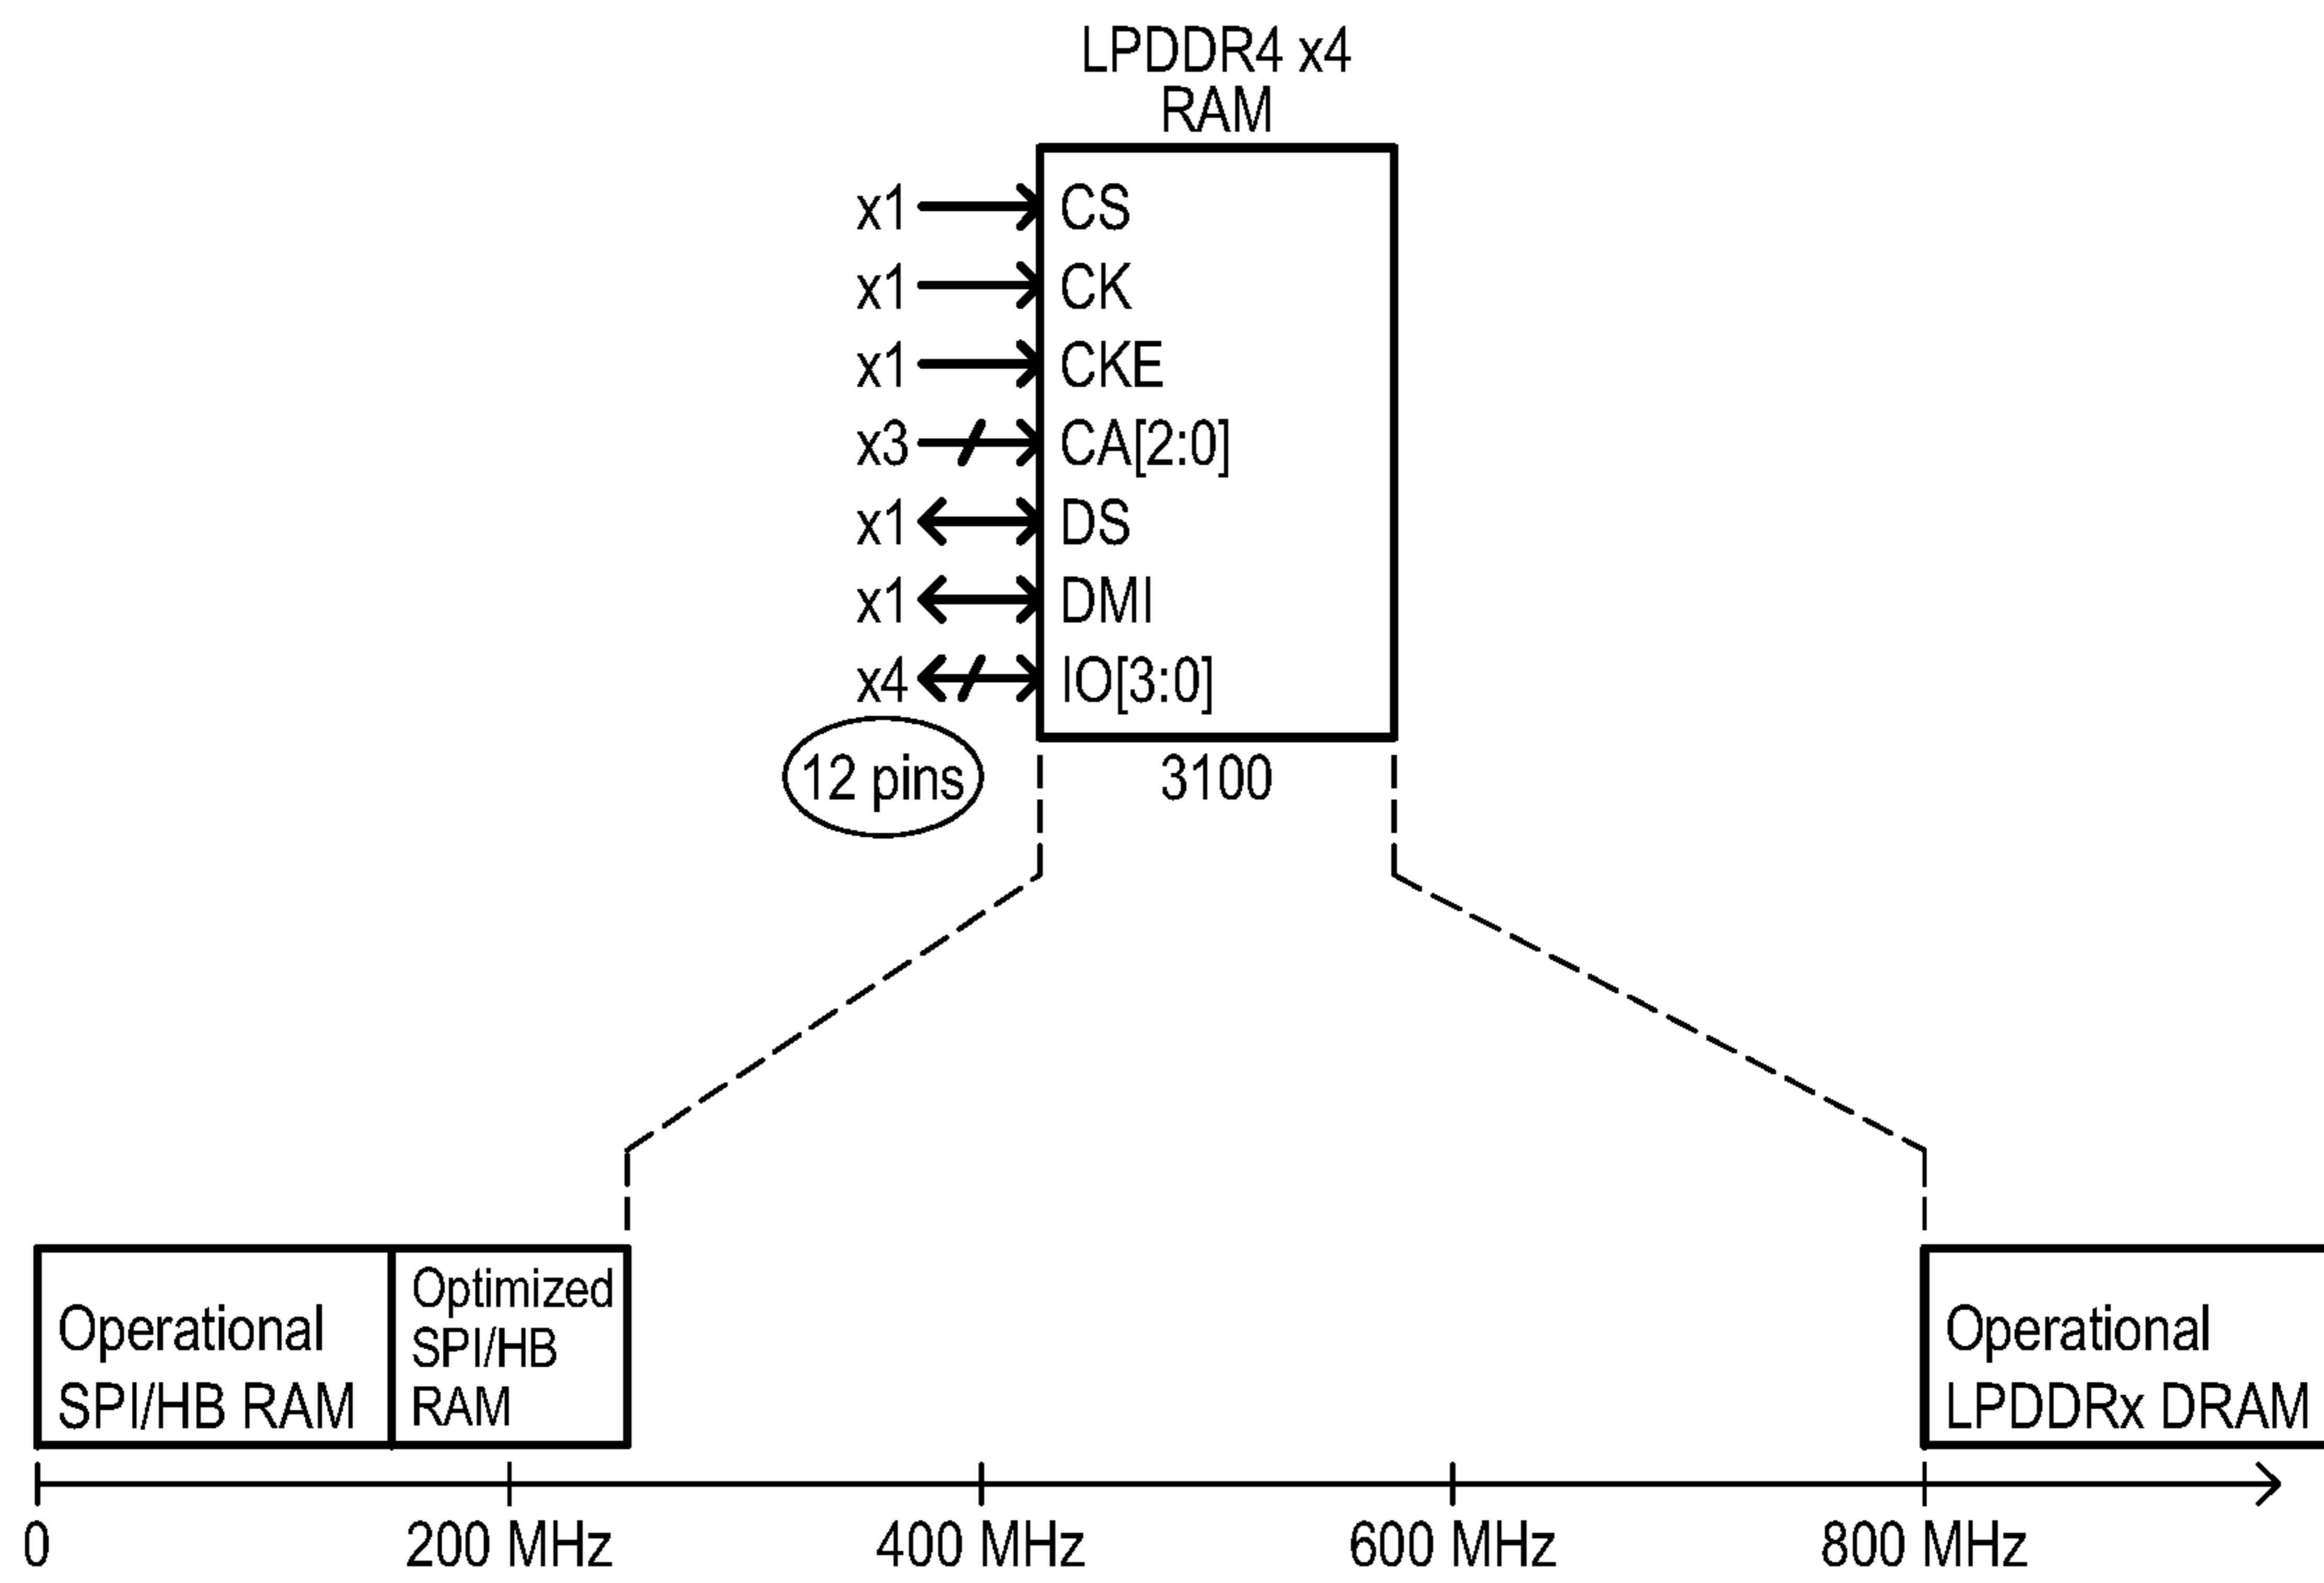 LPDDR4 x4
RAM
x1 CS
x1 CK
x1 CKE
x3 CA[2:0]
x1 DS
x1 DMI
x4 IO[3:0]
12 pins
3100
Operational
SPI/HB RAM
Optimized
SPI/HB
RAM
Operational
LPDDRx DRAM
0 200 MHz 400 MHz 600 MHz 800 MHz